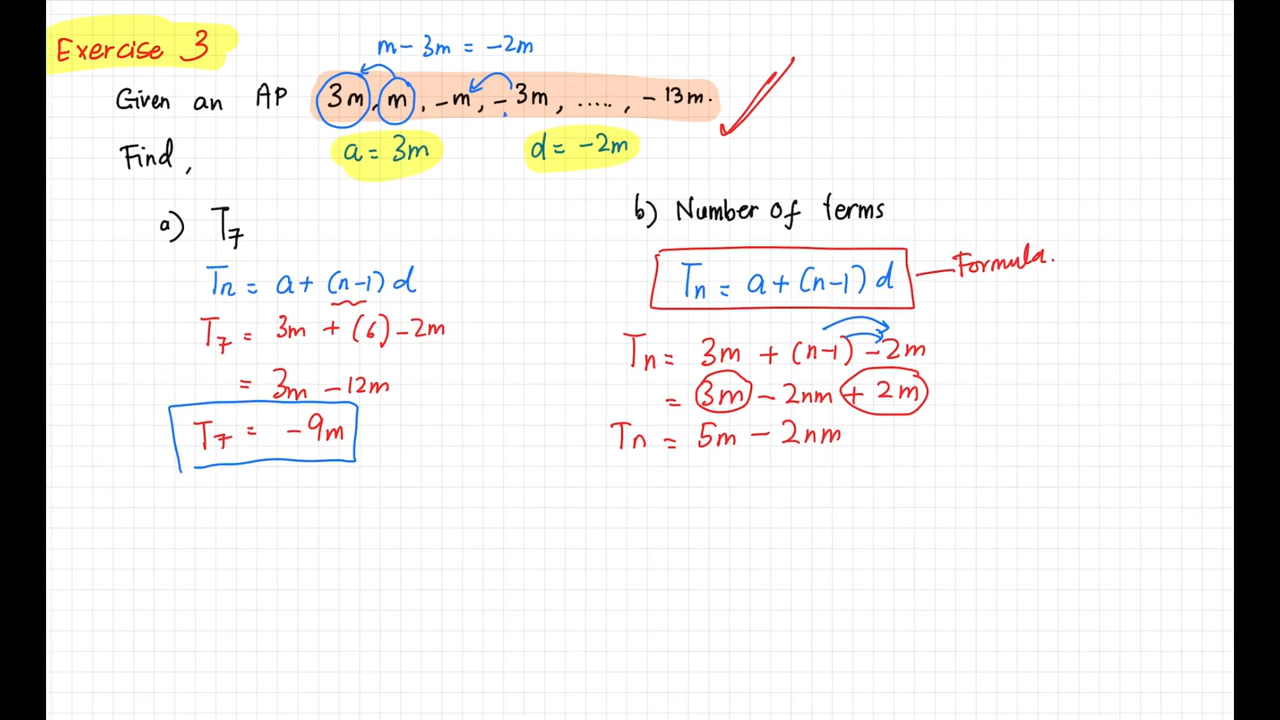 Exercise 3
m - 3m = -2m
Given an AP 3m, m, -m, -3m, ....., -13m.
Find, a = 3m d = -2m
a) T₇
Tₙ = a + (n-1) d
T₇ = 3m + (6) - 2m
= 3m - 12m
T₇ = -9m
b) Number of terms
Tₙ = a + (n-1) d — Formula.
Tₙ = 3m + (n-1) - 2m
= 3m - 2nm + 2m
Tₙ = 5m - 2nm